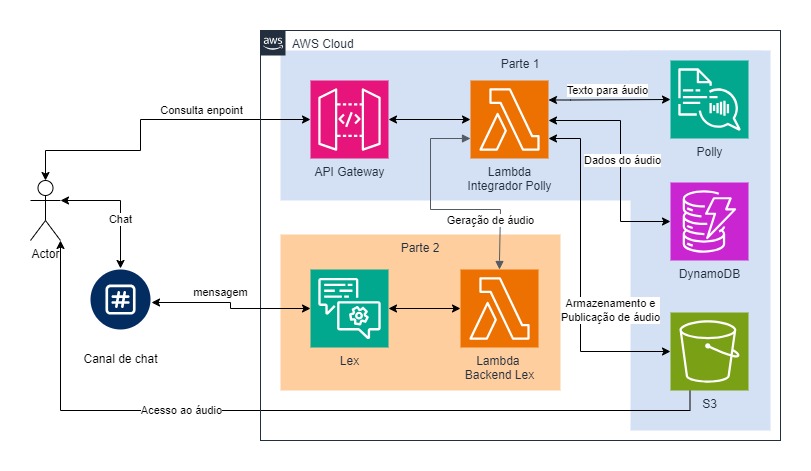 aws
AWS Cloud
Parte 1
Texto para áudio
Consulta enpoint
API Gateway
Lambda
Integrador Polly
Polly
Dados do áudio
Actor
Chat
Geração de áudio
Parte 2
DynamoDB
mensagem
Armazenamento e
Publicação de áudio
#
Canal de chat
Lex
Lambda
Backend Lex
S3
Acesso ao áudio